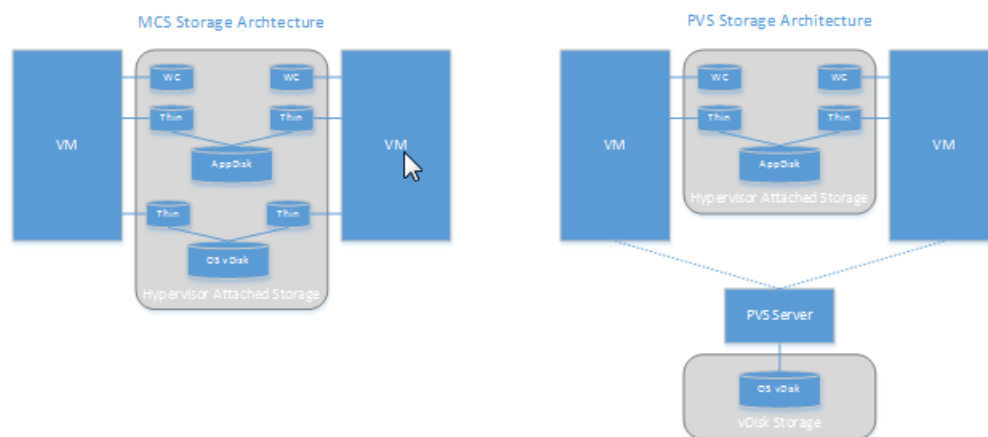 MCS Storage Archtecture
PVS Storage Architecture
VM
WC
WC
Thin
Thin
AppDisk
VM
Thin
Thin
OS vDisk
Hypervisor Attached Storage
VM
WC
WC
Thin
Thin
AppDisk
Hypervisor Attached Storage
VM
PVS Server
OS vDisk
vDisk Storage